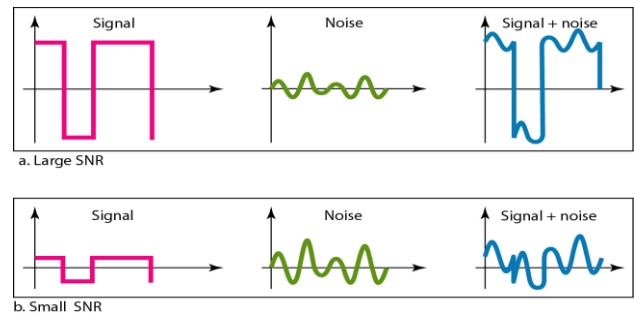 Signal
Noise
Signal + noise
a. Large SNR
Signal
Noise
Signal + noise
b. Small SNR